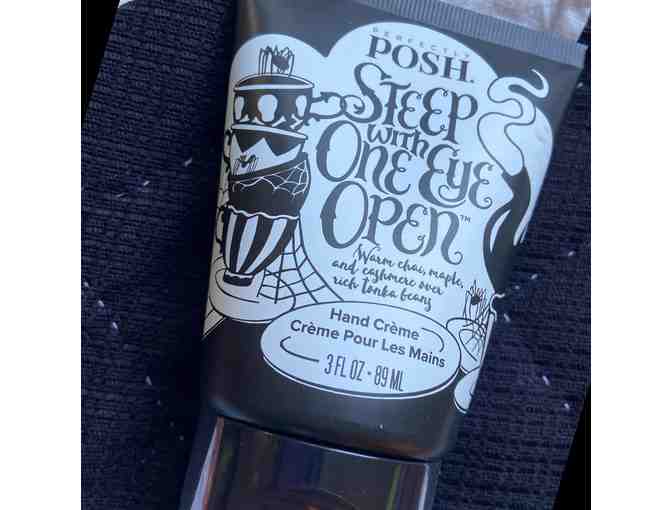 PERFECTLY
POSH®
STEEP
with
ONE EYE
OPEN™
Warm chai, maple,
and cashmere over
rich tonka beans
Hand Crème
Crème Pour Les Mains
3 FL OZ • 89 ML